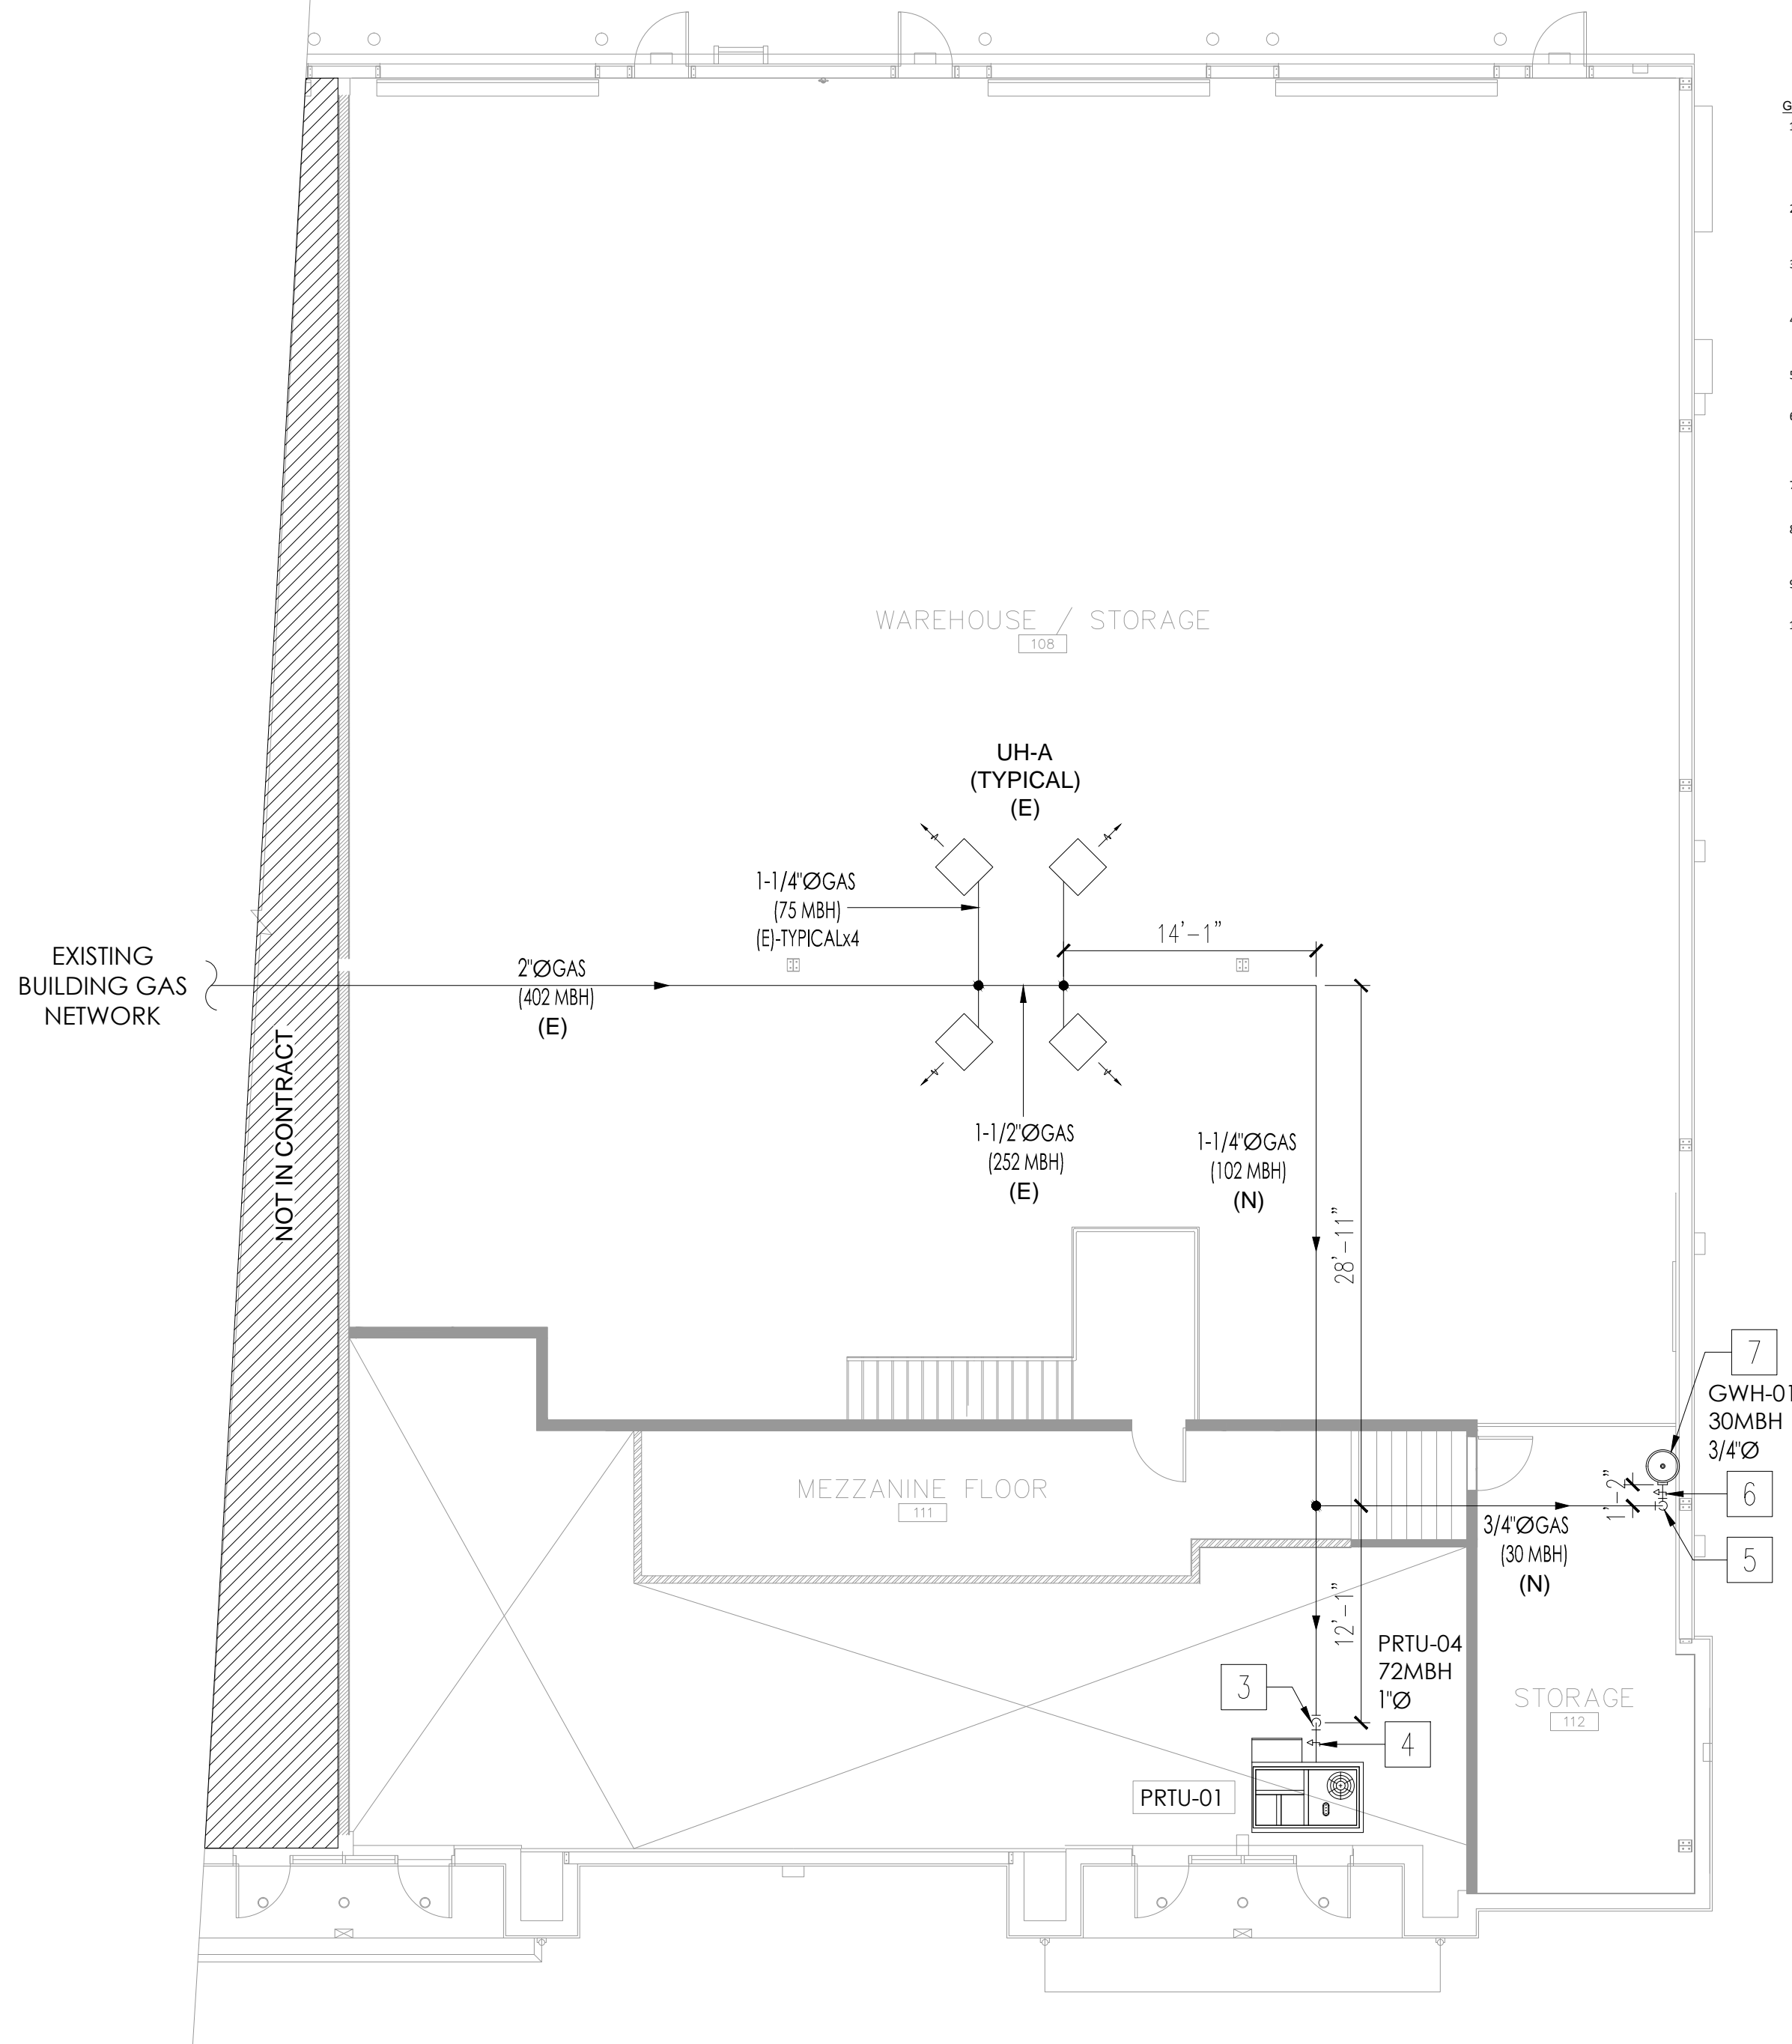 WAREHOUSE / STORAGE
108
UH-A
(TYPICAL)
(E)
1-1/4"ØGAS
(75 MBH)
(E)-TYPICALx4
14'-1"
EXISTING
BUILDING GAS
NETWORK
2"ØGAS
(402 MBH)
(E)
NOT IN CONTRACT
1-1/2"ØGAS
(252 MBH)
(E)
1-1/4"ØGAS
(102 MBH)
(N)
28'-11"
7
GWH-01
30MBH
3/4"Ø
MEZZANINE FLOOR
111
1'-2"
6
3/4"ØGAS
(30 MBH)
(N)
5
12'-1"
PRTU-04
72MBH
1"Ø
3
STORAGE
112
4
PRTU-01